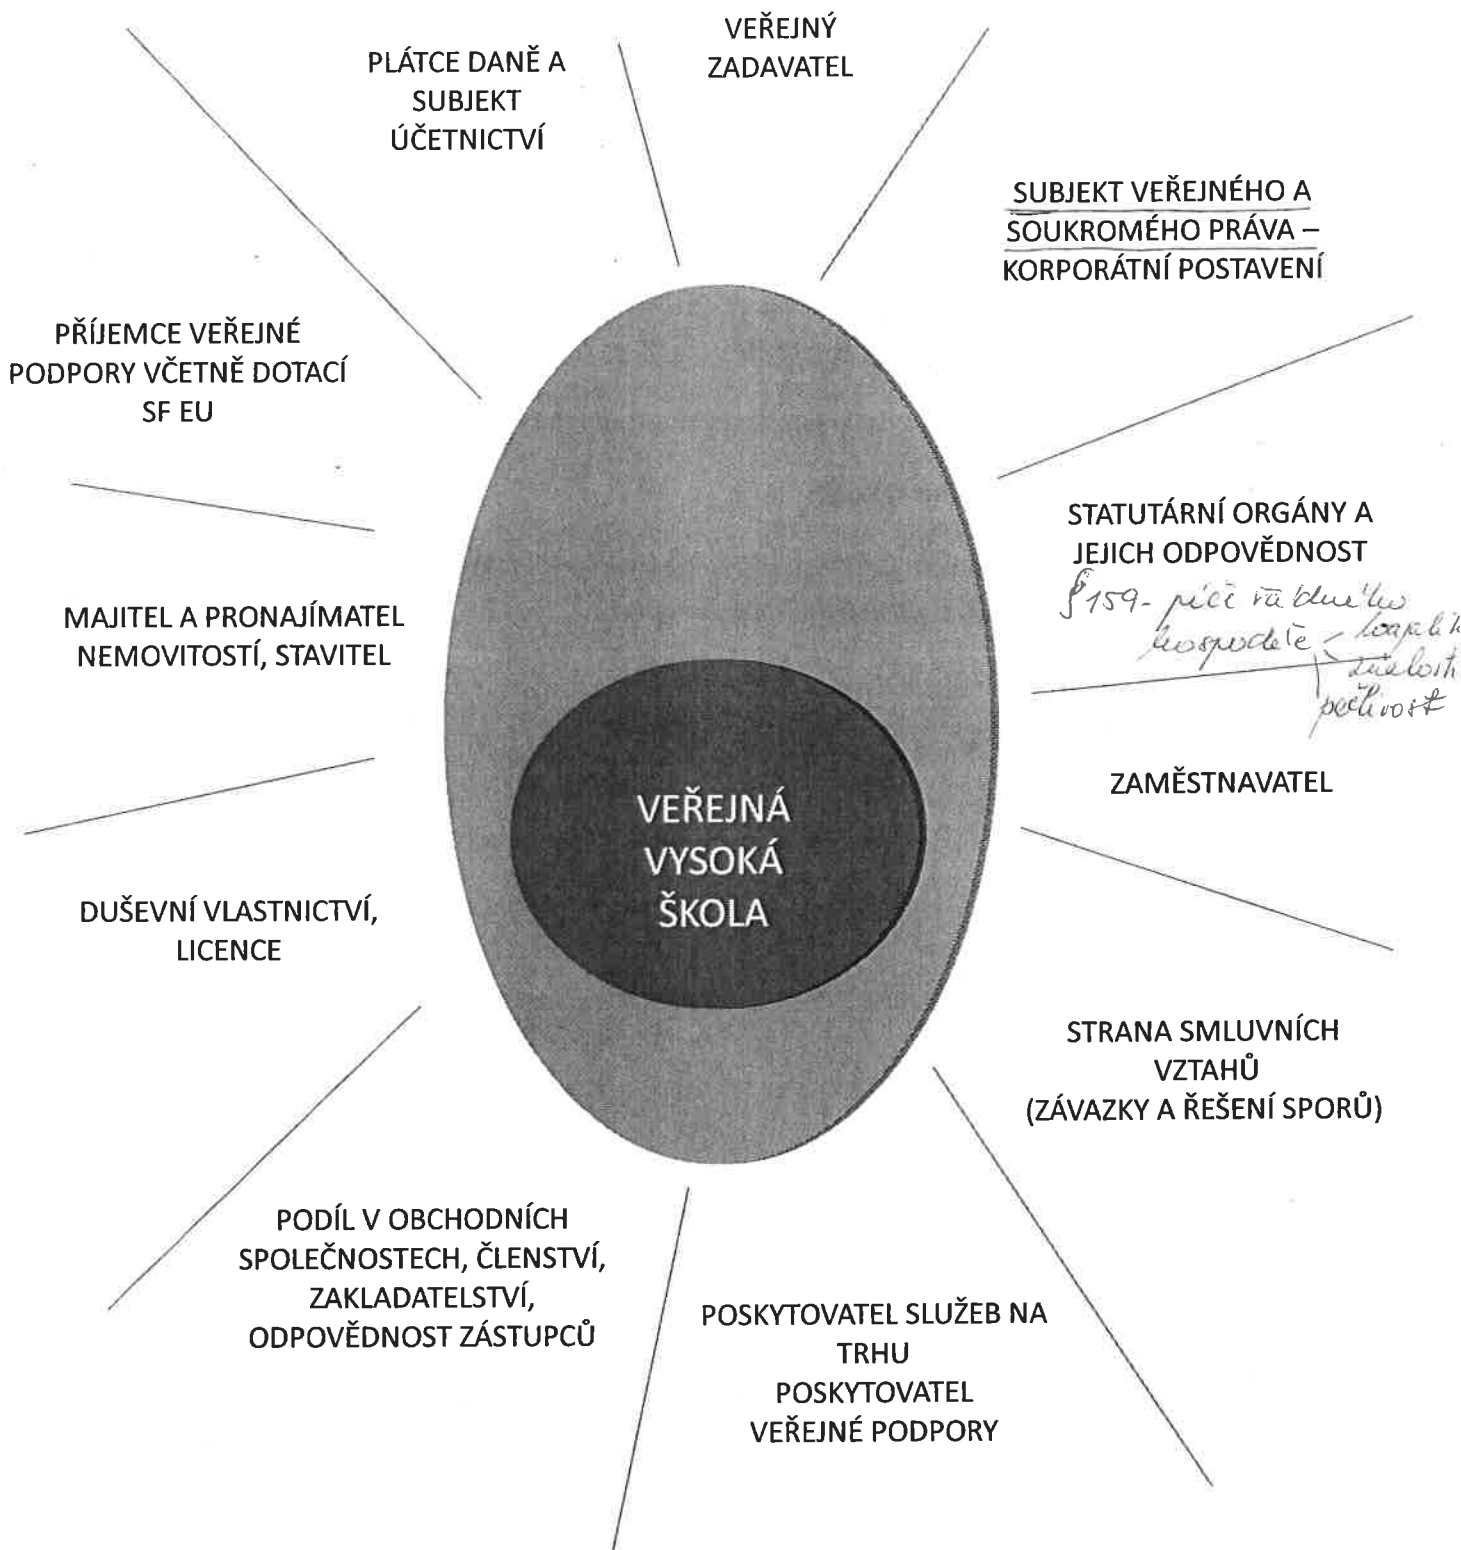 VEŘEJNÝ
ZADAVATEL
PLÁTCE DANĚ A
SUBJEKT
ÚČETNICTVÍ
SUBJEKT VEŘEJNÉHO A
SOUKROMÉHO PRÁVA –
KORPORÁTNÍ POSTAVENÍ
PŘÍJEMCE VEŘEJNÉ
PODPORY VČETNĚ DOTACÍ
SF EU
STATUTÁRNÍ ORGÁNY A
JEJICH ODPOVĚDNOST
§ 159 - péče řádného
hospodáře
pečlivost
MAJITEL A PRONAJÍMATEL
NEMOVITOSTÍ, STAVITEL
ZAMĚSTNAVATEL
VEŘEJNÁ
VYSOKÁ
ŠKOLA
DUŠEVNÍ VLASTNICTVÍ,
LICENCE
STRANA SMLUVNÍCH
VZTAHŮ
(ZÁVAZKY A ŘEŠENÍ SPORŮ)
PODÍL V OBCHODNÍCH
SPOLEČNOSTECH, ČLENSTVÍ,
ZAKLADATELSTVÍ,
ODPOVĚDNOST ZÁSTUPCŮ
POSKYTOVATEL SLUŽEB NA
TRHU
POSKYTOVATEL
VEŘEJNÉ PODPORY